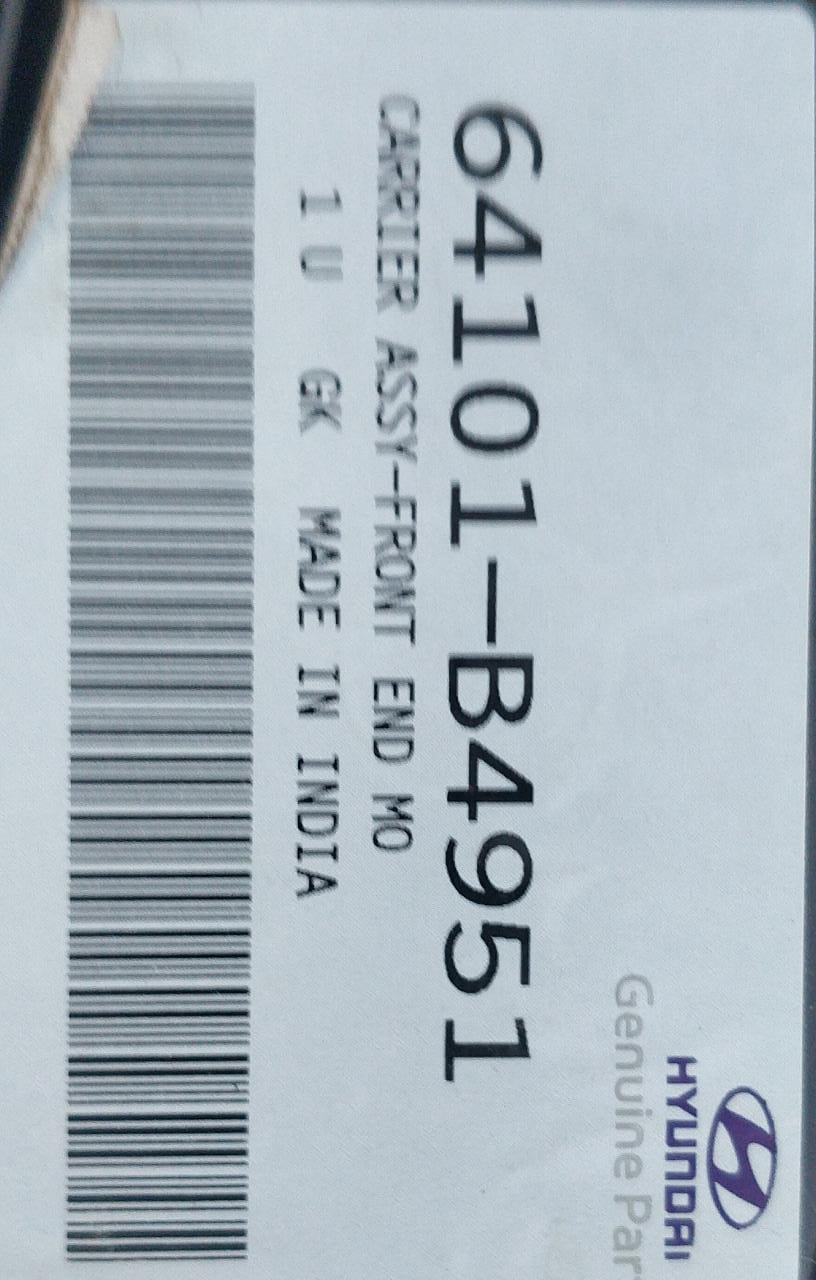 HYUNDAI
Genuine Par
64101-B4951
CARRIER ASSY-FRONT END MO
1 U GK MADE IN INDIA